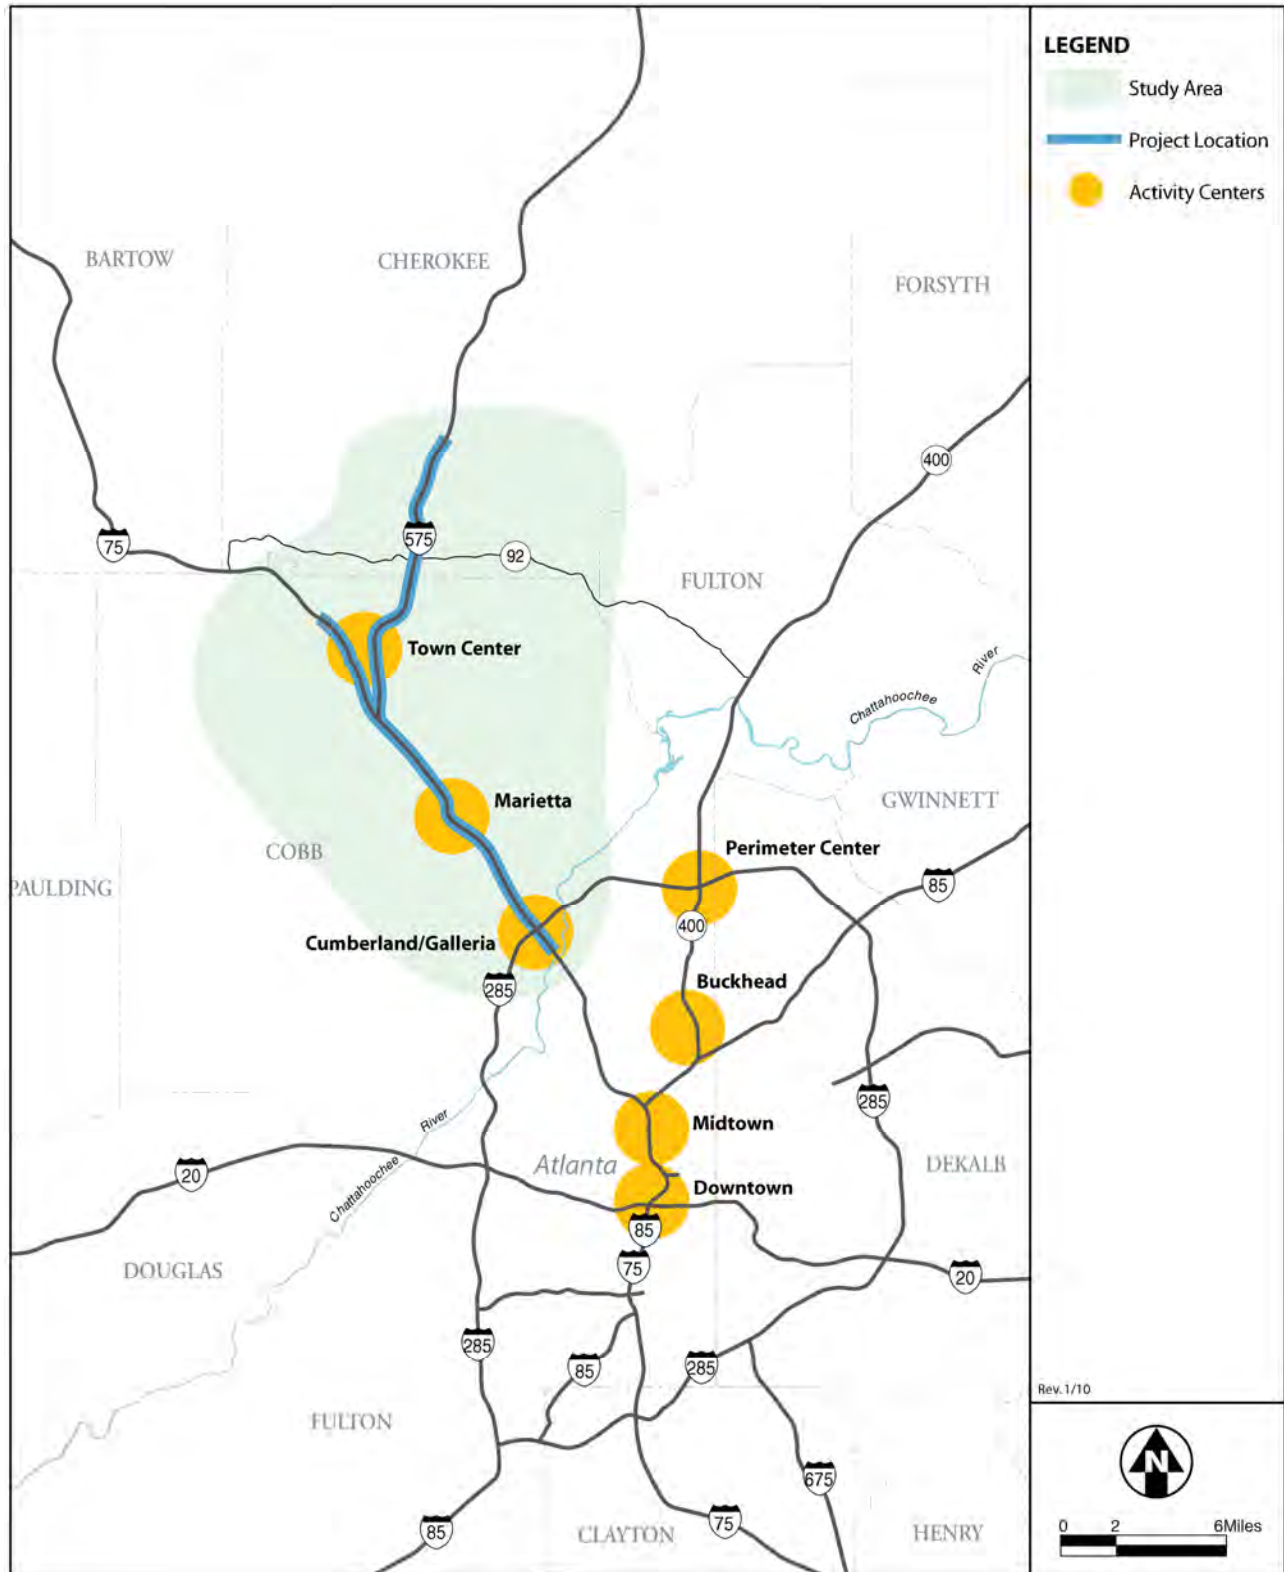 LEGEND
Study Area
Project Location
Activity Centers
BARTOW
CHEROKEE
FORSYTH
400
75
575
92
FULTON
Town Center
River
Chattahoochee
Marietta
GWINNETT
COBB
Perimeter Center
PAULDING
85
400
Cumberland/Galleria
285
Buckhead
285
River
Midtown
Atlanta
DEKALB
20
Chattahoochee
Downtown
85
75
DOUGLAS
20
285
85
285
Rev. 1/10
FULTON
N
675
85
75
CLAYTON
HENRY
0 2 6Miles